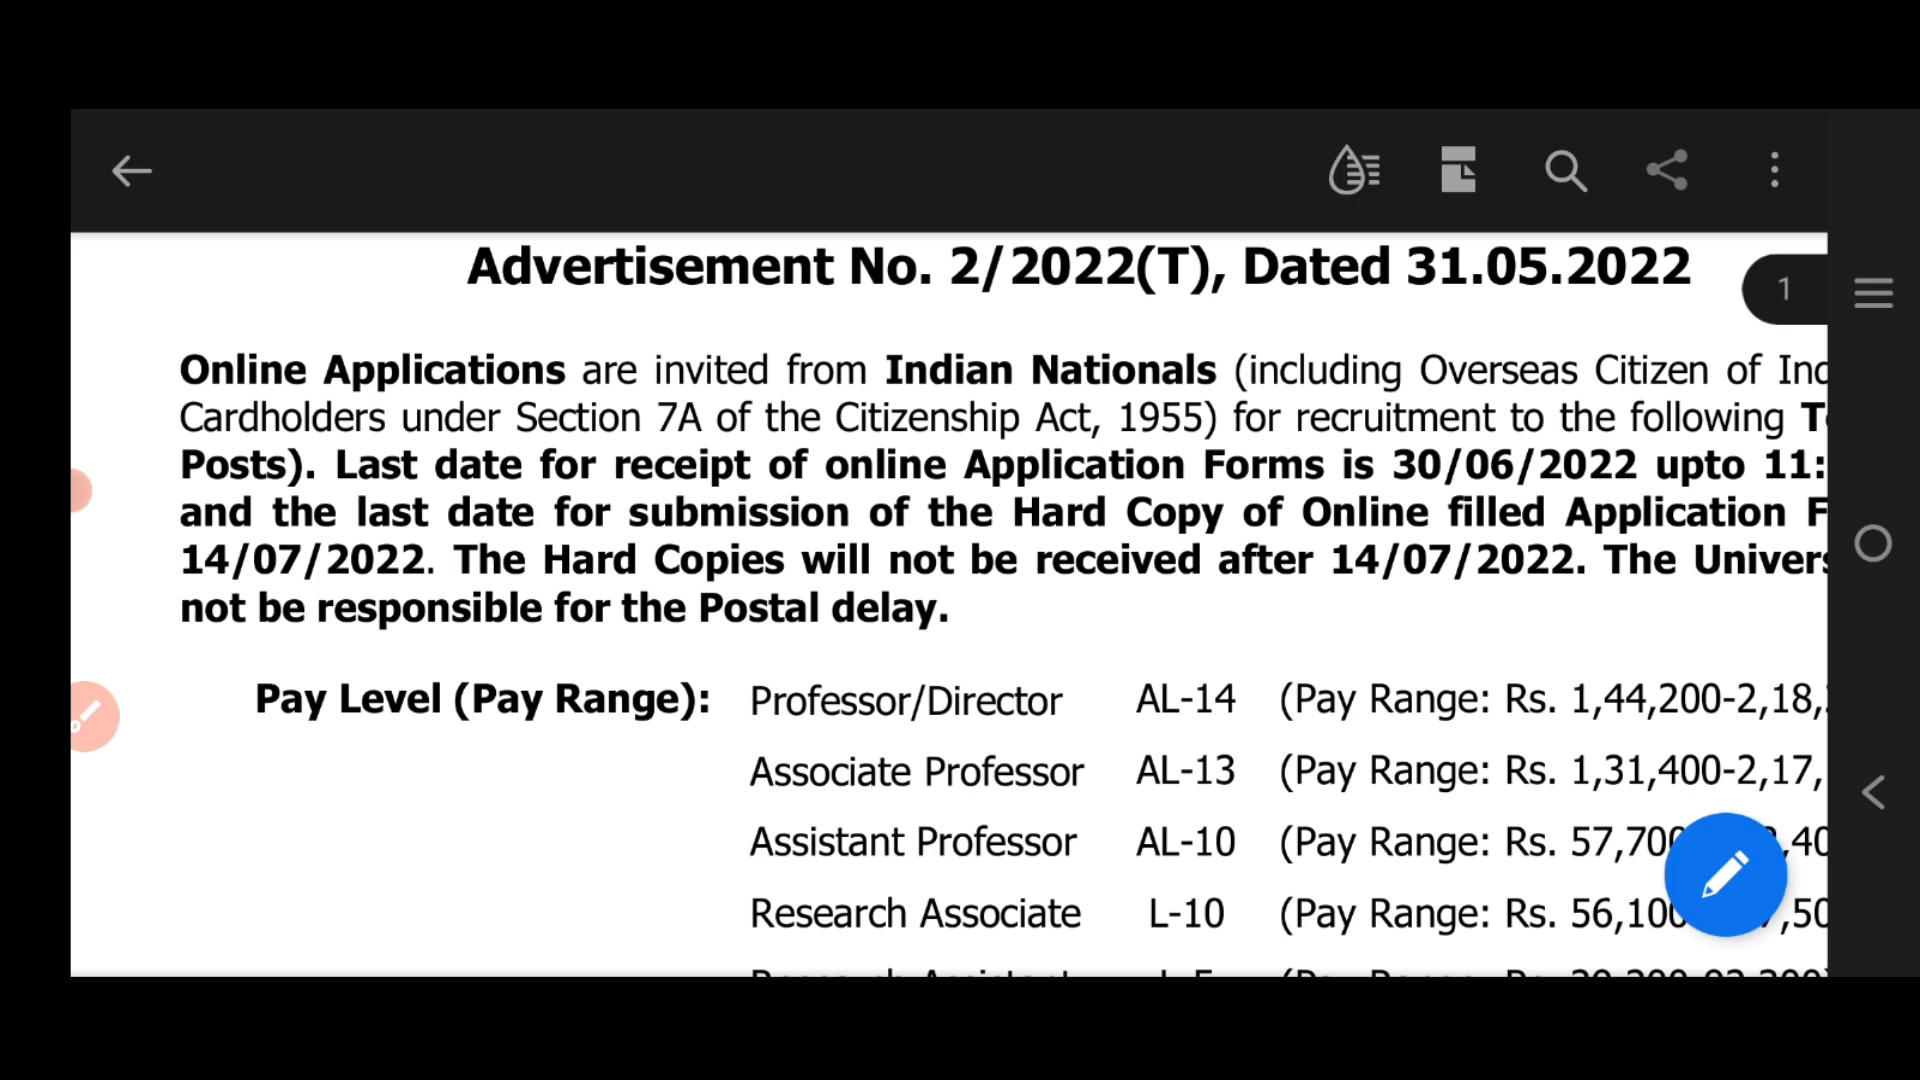 Advertisement No. 2/2022(T), Dated 31.05.2022
1
Online Applications are invited from Indian Nationals (including Overseas Citizen of
Cardholders under Section 7A of the Citizenship Act, 1955) for recruitment to the following
Posts). Last date for receipt of online Application Forms is 30/06/2022 upto 11:
and the last date for submission of the Hard Copy of Online filled Application
14/07/2022. The Hard Copies will not be received after 14/07/2022. The
not be responsible for the Postal delay.
Pay Level (Pay Range): Professor/Director AL-14 (Pay Range: Rs. 1,44,200-2,18,
Associate Professor AL-13 (Pay Range: Rs. 1,31,400-2,17,
Assistant Professor AL-10 (Pay Range: Rs. 57,700
Research Associate L-10 (Pay Range: Rs. 56,100